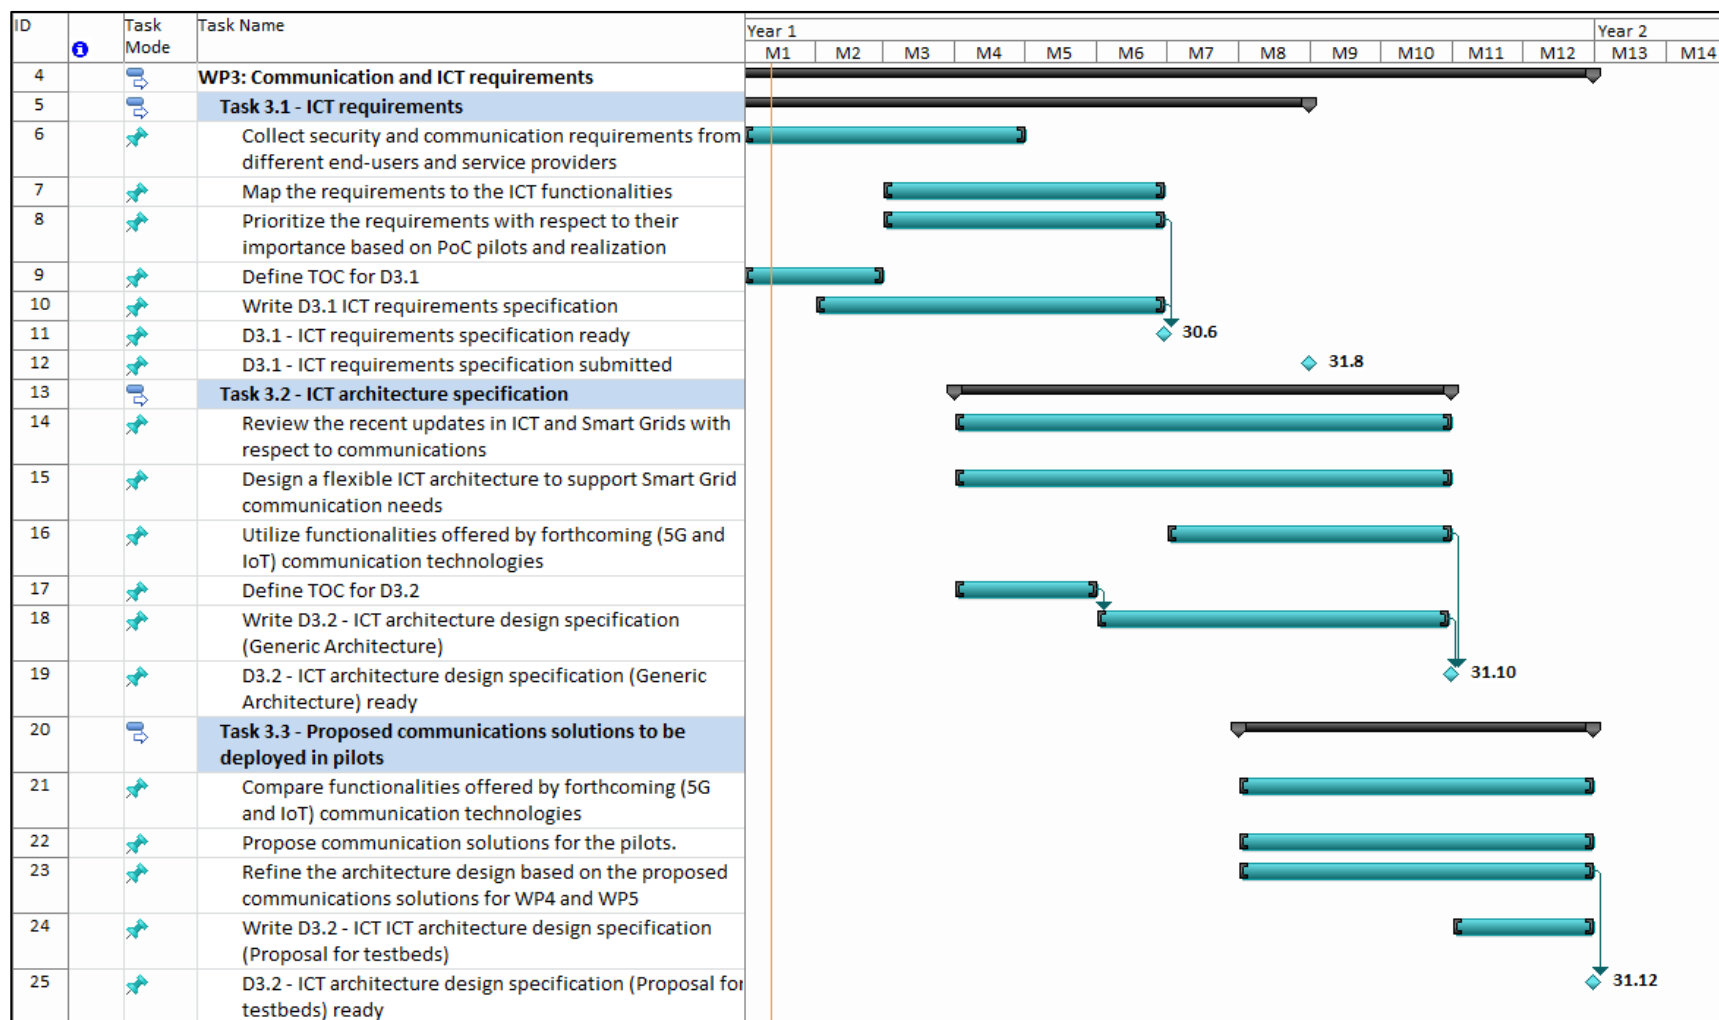 ID Task Task Name Year 1 Year 2
Mode M1 M2 M3 M4 M5 M6 M7 M8 M9 M10 M11 M12 M13 M14
4 WP3: Communication and ICT requirements
5 Task 3.1 - ICT requirements
6 Collect security and communication requirements from
different end-users and service providers
7 Map the requirements to the ICT functionalities
8 Prioritize the requirements with respect to their
importance based on PoC pilots and realization
9 Define TOC for D3.1
10 Write D3.1 ICT requirements specification
11 D3.1 - ICT requirements specification ready 30.6
12 D3.1 - ICT requirements specification submitted 31.8
13 Task 3.2 - ICT architecture specification
14 Review the recent updates in ICT and Smart Grids with
respect to communications
15 Design a flexible ICT architecture to support Smart Grid
communication needs
16 Utilize functionalities offered by forthcoming (5G and
IoT) communication technologies
17 Define TOC for D3.2
18 Write D3.2 - ICT architecture design specification
(Generic Architecture)
19 D3.2 - ICT architecture design specification (Generic 31.10
Architecture) ready
20 Task 3.3 - Proposed communications solutions to be
deployed in pilots
21 Compare functionalities offered by forthcoming (5G
and IoT) communication technologies
22 Propose communication solutions for the pilots.
23 Refine the architecture design based on the proposed
communications solutions for WP4 and WP5
24 Write D3.2 - ICT ICT architecture design specification
(Proposal for testbeds)
25 D3.2 - ICT architecture design specification (Proposal for 31.12
testbeds) ready